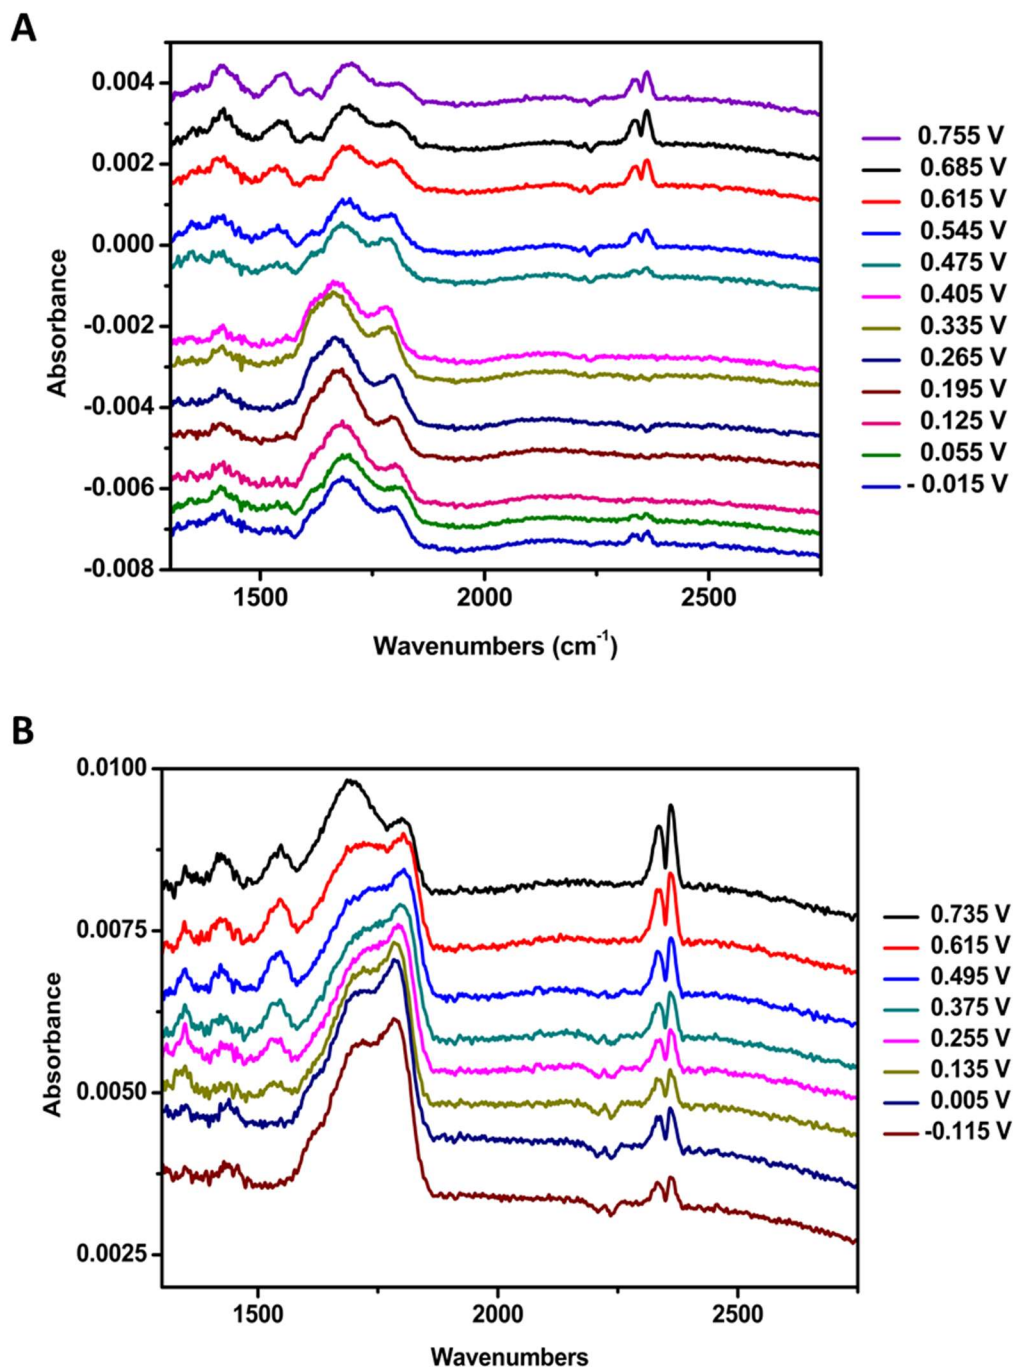 A
0.004
0.002
0.000
-0.002
-0.004
-0.006
-0.008
Absorbance
1500
2000
2500
Wavenumbers (cm-1)
0.755 V
0.685 V
0.615 V
0.545 V
0.475 V
0.405 V
0.335 V
0.265 V
0.195 V
0.125 V
0.055 V
- 0.015 V
B
0.0100
0.0075
0.0050
0.0025
Absorbance
1500
2000
2500
Wavenumbers
0.735 V
0.615 V
0.495 V
0.375 V
0.255 V
0.135 V
0.005 V
-0.115 V